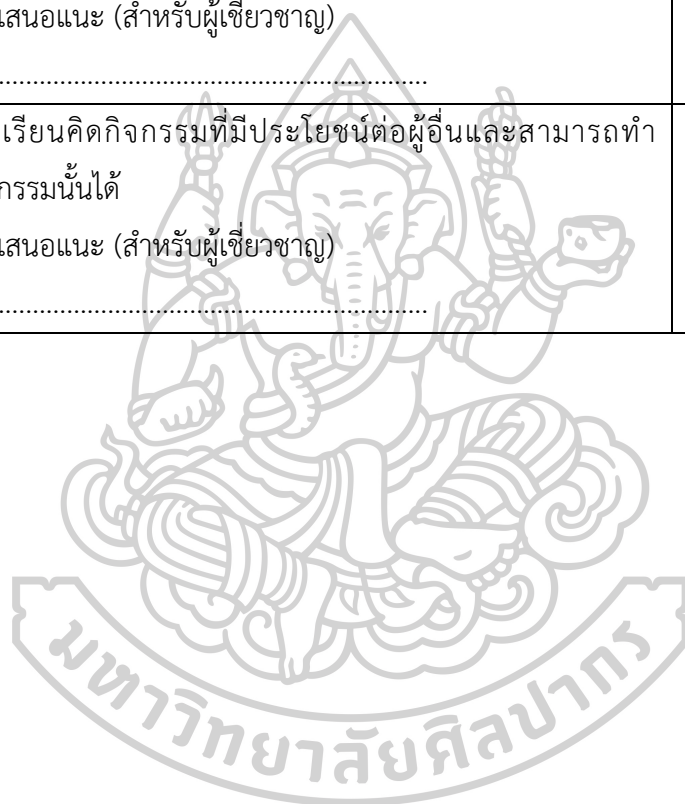 เสนอแนะ (สำหรับผู้เชี่ยวชาญ)
................................................................................
เรียนคิดกิจกรรมที่มีประโยชน์ต่อผู้อื่นและสามารถทำ
กรรมนั้นได้
เสนอแนะ (สำหรับผู้เชี่ยวชาญ)
................................................................................
มหาวิทยาลัยศิลปากร